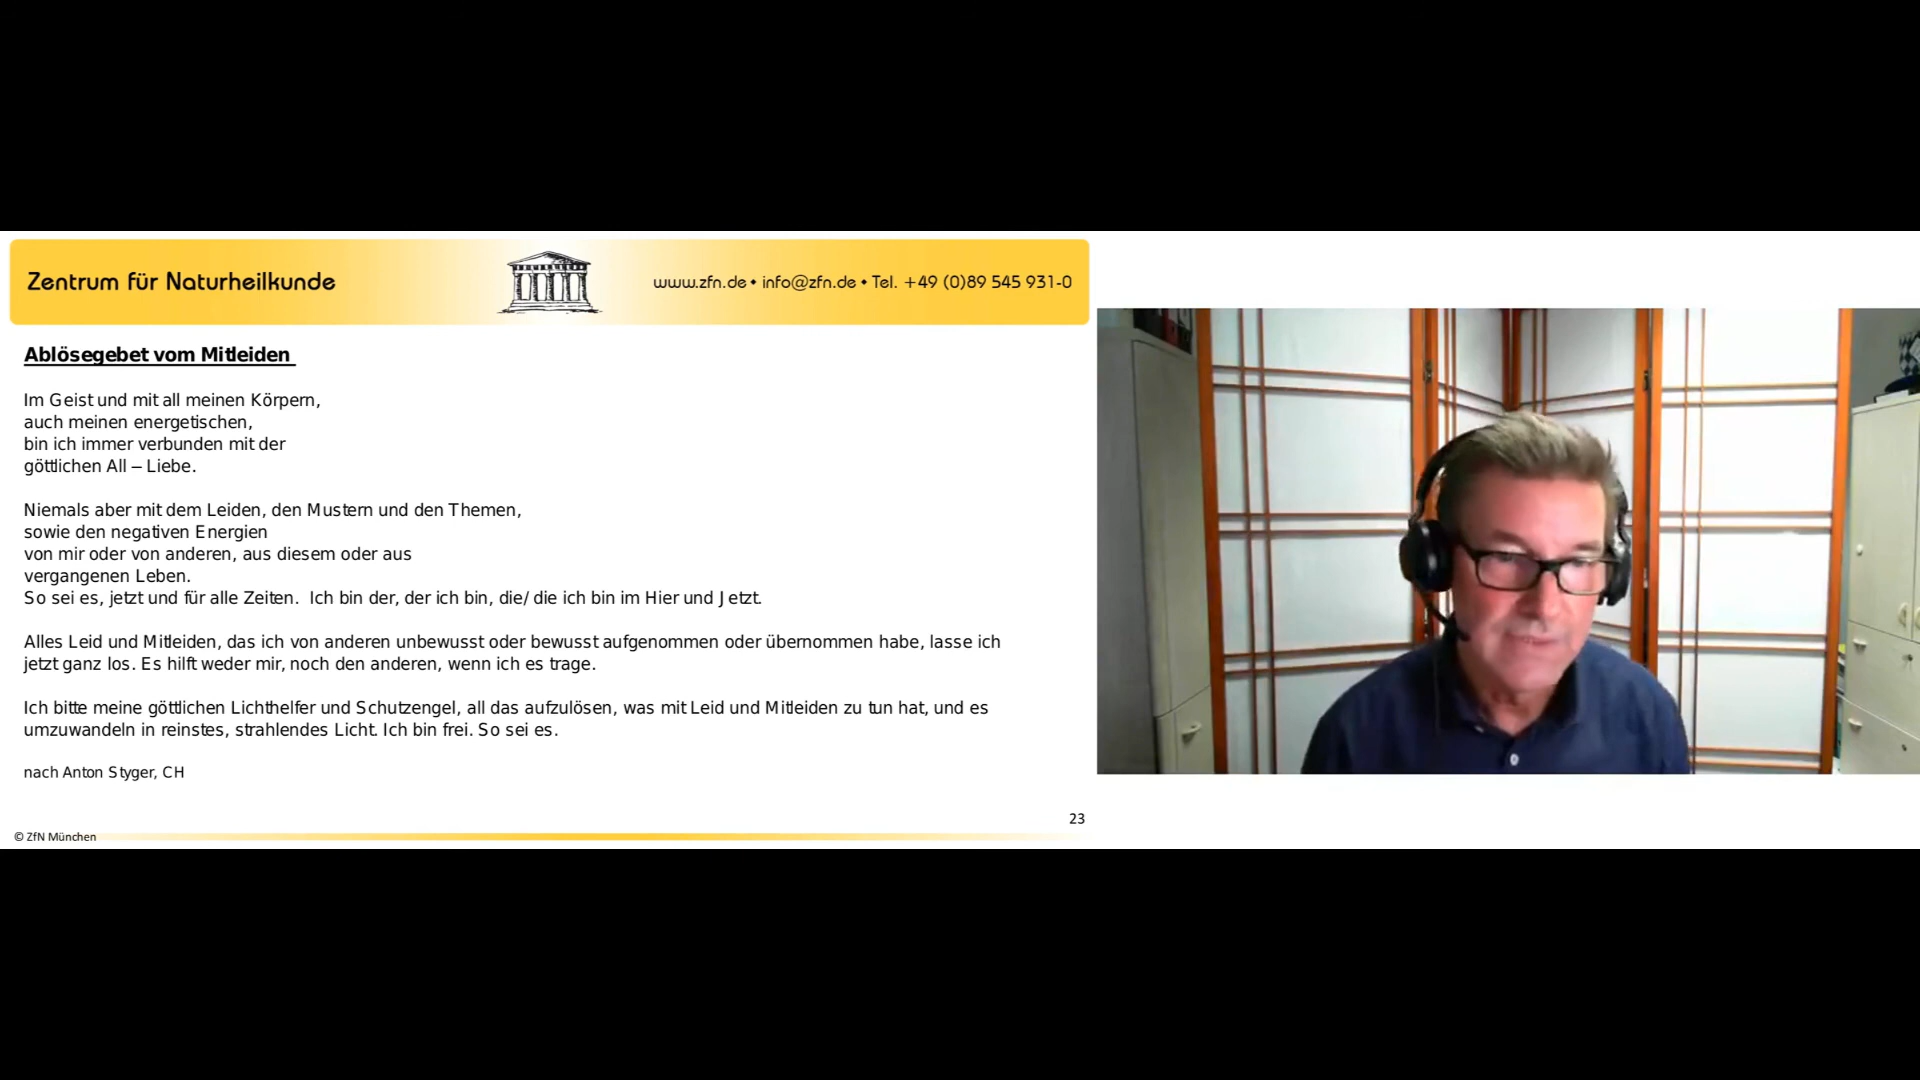 Zentrum für Naturheilkunde
www.zfn.de • info@zfn.de • Tel. +49 (0)89 545 931-0
Ablösegebet vom Mitleiden
Im Geist und mit all meinen Körpern,
auch meinen energetischen,
bin ich immer verbunden mit der
göttlichen All – Liebe.
Niemals aber mit dem Leiden, den Mustern und den Themen,
sowie den negativen Energien
von mir oder von anderen, aus diesem oder aus
vergangenen Leben.
So sei es, jetzt und für alle Zeiten. Ich bin der, der ich bin, die/ die ich bin im Hier und Jetzt.
Alles Leid und Mitleiden, das ich von anderen unbewusst oder bewusst aufgenommen oder übernommen habe, lasse ich
jetzt ganz los. Es hilft weder mir, noch den anderen, wenn ich es trage.
Ich bitte meine göttlichen Lichthelfer und Schutzengel, all das aufzulösen, was mit Leid und Mitleiden zu tun hat, und es
umzuwandeln in reinstes, strahlendes Licht. Ich bin frei. So sei es.
nach Anton Styger, CH
23
© ZfN München